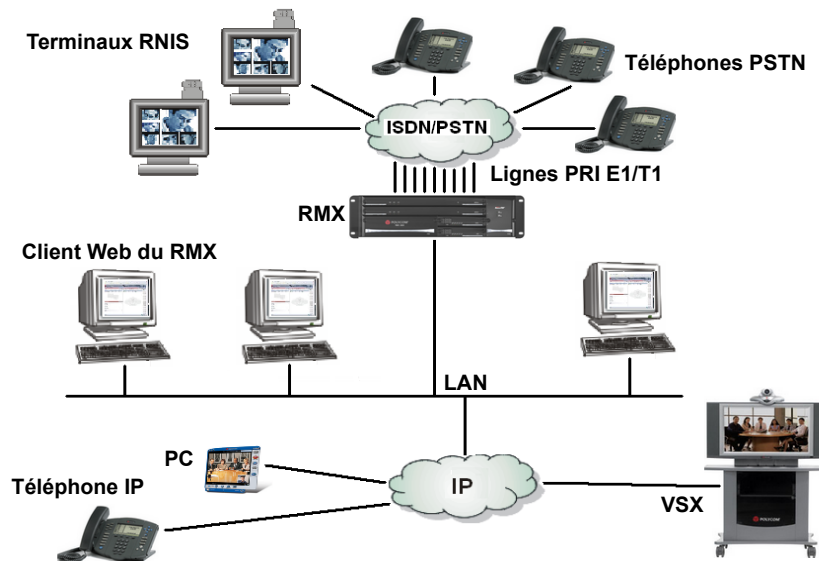 Terminaux RNIS
Téléphones PSTN
ISDN/PSTN
Lignes PRI E1/T1
RMX
Client Web du RMX
LAN
PC
IP
Téléphone IP
VSX
POLYCOM